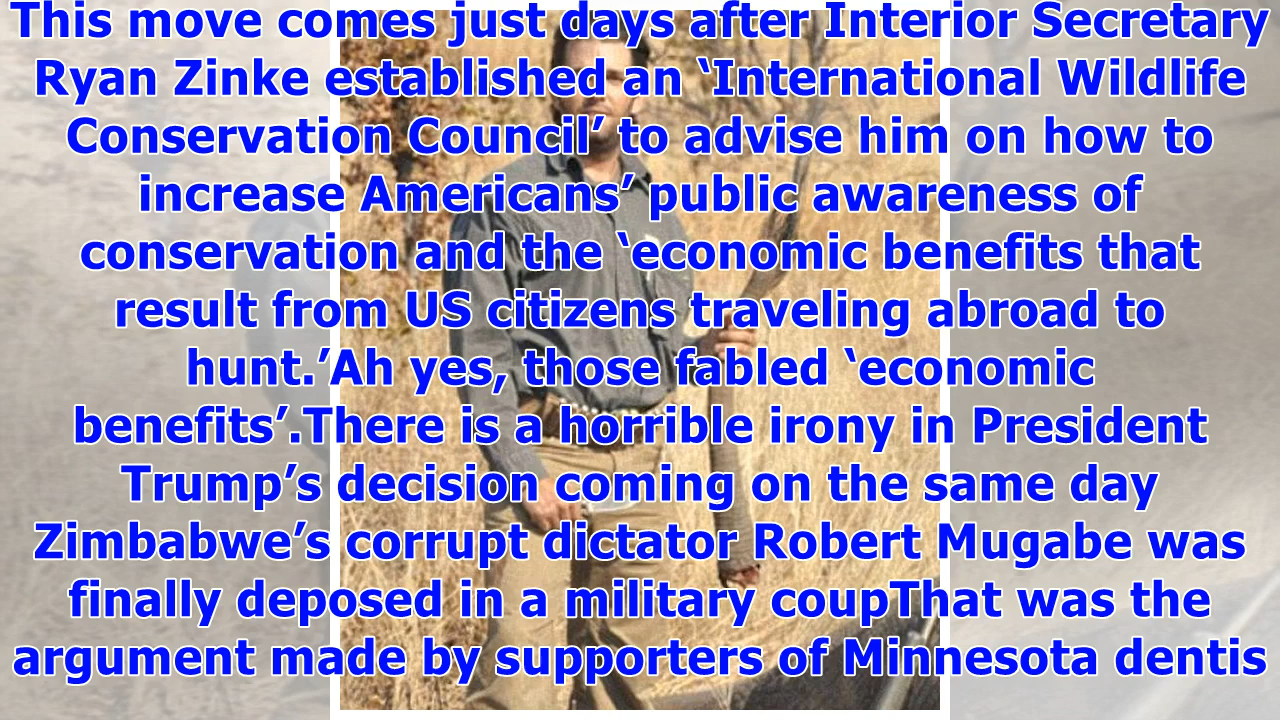 This move comes just days after Interior Secretary
Ryan Zinke established an ‘International Wildlife
Conservation Council’ to advise him on how to
increase Americans’ public awareness of
conservation and the ‘economic benefits that
result from US citizens traveling abroad to
hunt.’Ah yes, those fabled ‘economic
benefits’.There is a horrible irony in President
Trump’s decision coming on the same day
Zimbabwe’s corrupt dictator Robert Mugabe was
finally deposed in a military coupThat was the
argument made by supporters of Minnesota dentis